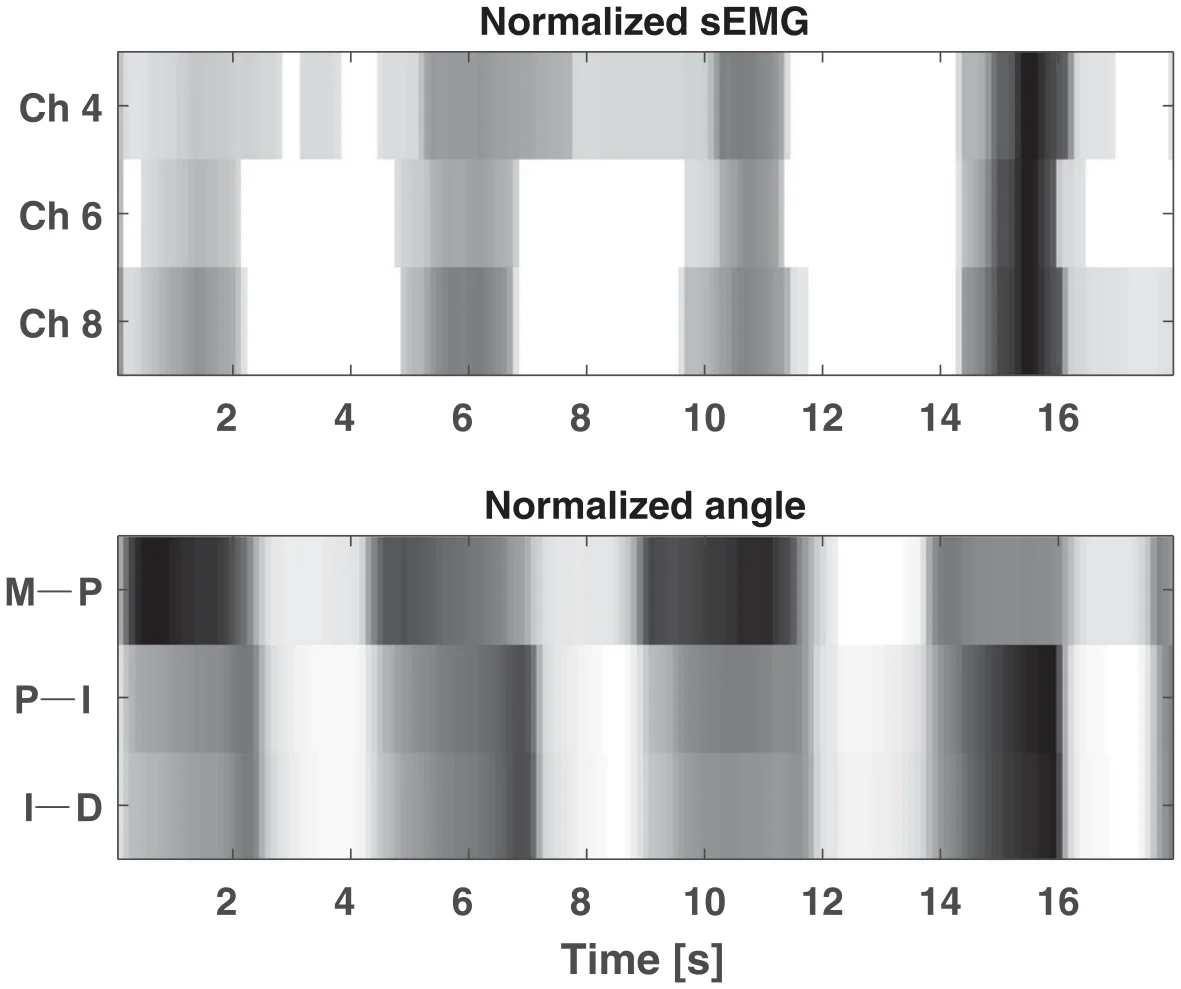 Normalized sEMG
Ch 4
Ch 6
Ch 8
2 4 6 8 10 12 14 16
Normalized angle
M—P
P—I
I—D
2 4 6 8 10 12 14 16
Time [s]